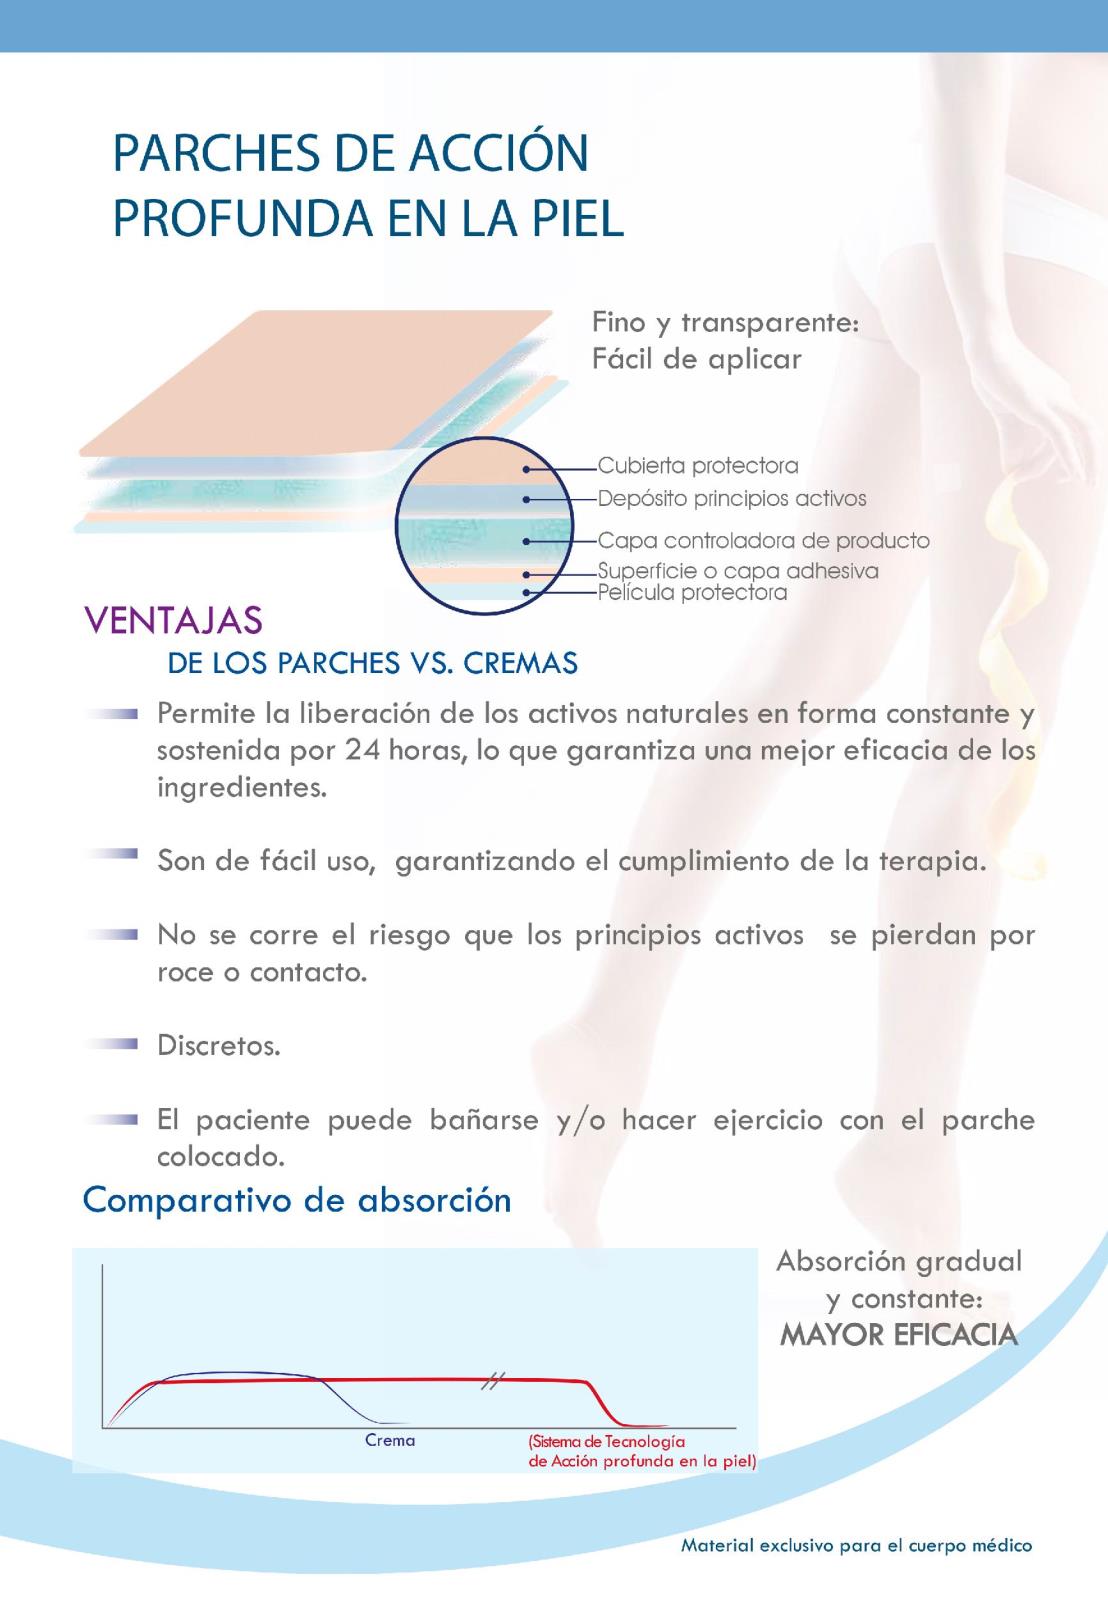 PARCHES DE ACCIÓN
PROFUNDA EN LA PIEL
Fino y transparente:
Fácil de aplicar
Cubierta protectora
Depósito principios activos
Capa controladora de producto
Superficie o capa adhesiva
Película protectora
VENTAJAS
DE LOS PARCHES VS. CREMAS
Permite la liberación de los activos naturales en forma constante y
sostenida por 24 horas, lo que garantiza una mejor eficacia de los
ingredientes.
Son de fácil uso, garantizando el cumplimiento de la terapia.
No se corre el riesgo que los principios activos se pierdan por
roce o contacto.
Discretos.
El paciente puede bañarse y/o hacer ejercicio con el parche
colocado.
Comparativo de absorción
Absorción gradual
y constante:
MAYOR EFICACIA
Crema
(Sistema de Tecnología
de Acción profunda en la piel)
Material exclusivo para el cuerpo médico